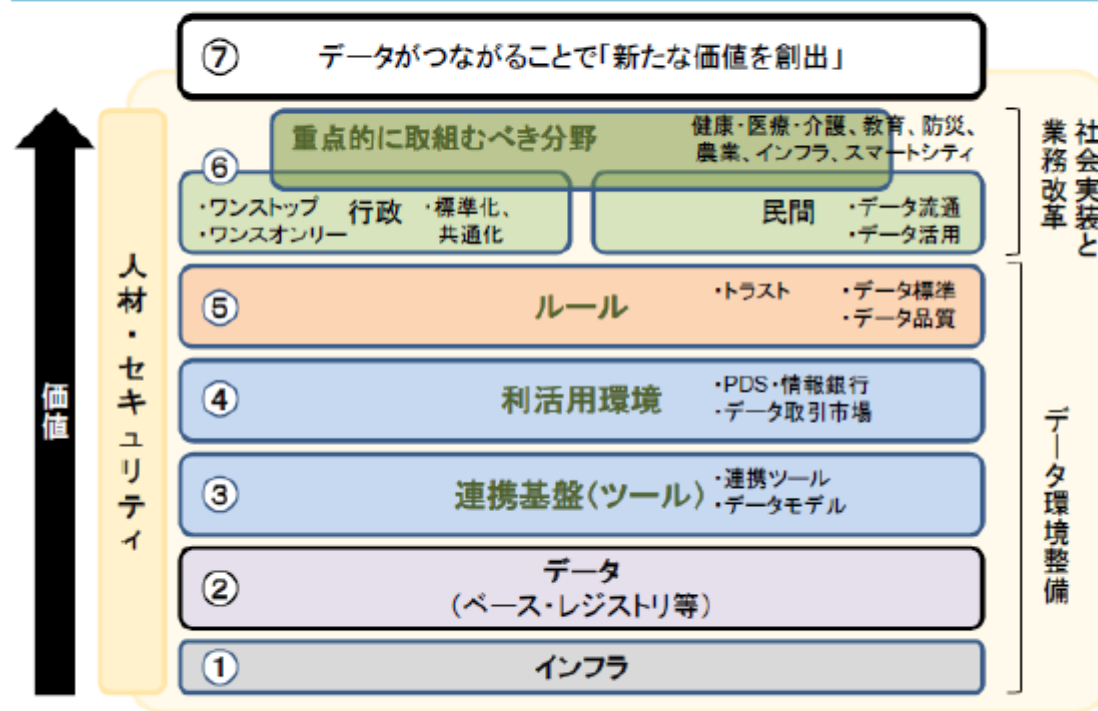 ⑦ データがつながることで「新たな価値を創出」
重点的に取組むべき分野
健康・医療・介護、教育、防災、
農業、インフラ、スマートシティ
⑥
・ワンストップ
・ワンスオンリー
行政
・標準化、
共通化
民間
・データ流通
・データ活用
⑤ ルール
・トラスト
・データ標準
・データ品質
④ 利活用環境
・PDS・情報銀行
・データ取引市場
③ 連携基盤(ツール)
・連携ツール
・データモデル
② データ
(ベース・レジストリ等)
① インフラ
価値
人材・セキュリティ
社会実装と
業務改革
データ環境整備